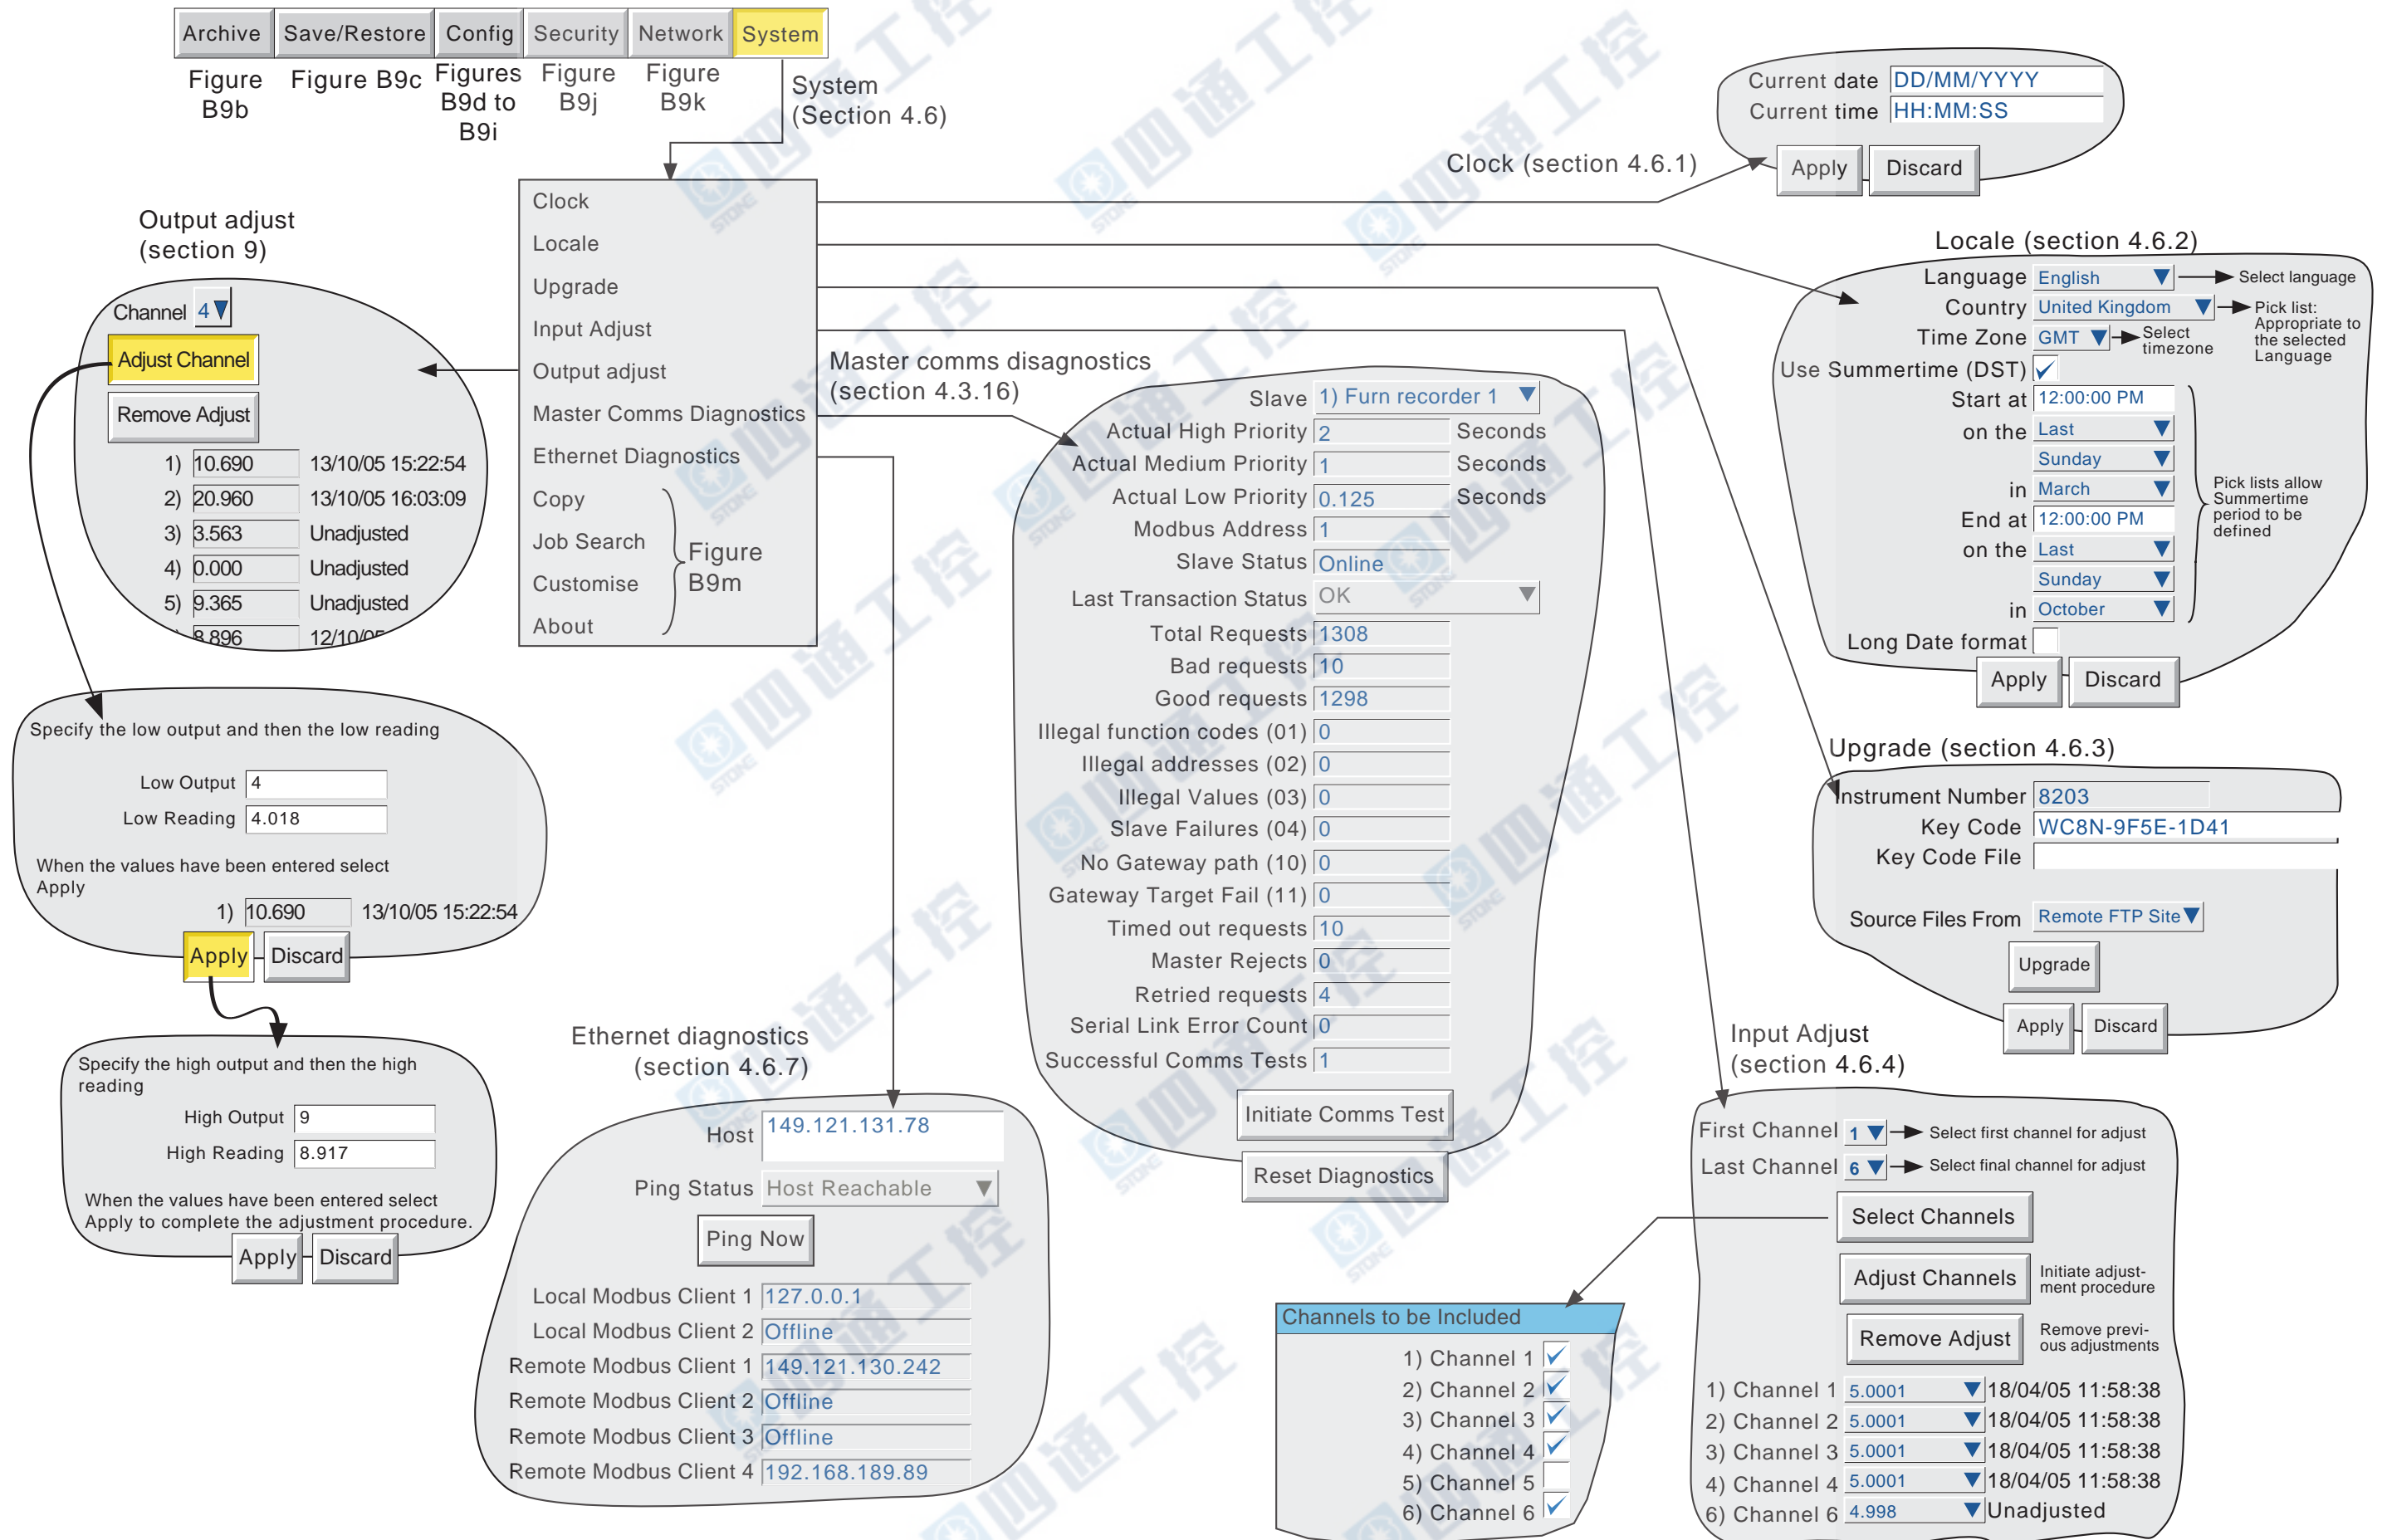 Archive Save/Restore Config Security Network System
Figure B9b
Figure B9c
Figures B9d to B9i
Figure B9j
Figure B9k
System
(Section 4.6)
Clock
Locale
Upgrade
Input Adjust
Output adjust
Master Comms Diagnostics
Ethernet Diagnostics
Copy
Job Search
Customise
About
Figure
B9m
Clock (section 4.6.1)
Current date DD/MM/YYYY
Current time HH:MM:SS
Apply Discard
Locale (section 4.6.2)
Language English Select language
Country United Kingdom Pick list:
Appropriate to
the selected
Language
Time Zone GMT Select
timezone
Use Summertime (DST)
Start at 12:00:00 PM
on the Last
Sunday
in March
End at 12:00:00 PM
on the Last
Sunday
in October
Pick lists allow
Summertime
period to be
defined
Long Date format
Apply Discard
Output adjust
(section 9)
Channel 4
Adjust Channel
Remove Adjust
1) 10.690 13/10/05 15:22:54
2) 20.960 13/10/05 16:03:09
3) 3.563 Unadjusted
4) 0.000 Unadjusted
5) 9.365 Unadjusted
8.896 12/10/05
Specify the low output and then the low reading
Low Output 4
Low Reading 4.018
When the values have been entered select
Apply
1) 10.690 13/10/05 15:22:54
Apply Discard
Specify the high output and then the high
reading
High Output 9
High Reading 8.917
When the values have been entered select
Apply to complete the adjustment procedure.
Apply Discard
Master comms disagnostics
(section 4.3.16)
Slave 1) Furn recorder 1
Actual High Priority 2 Seconds
Actual Medium Priority 1 Seconds
Actual Low Priority 0.125 Seconds
Modbus Address 1
Slave Status Online
Last Transaction Status OK
Total Requests 1308
Bad requests 10
Good requests 1298
Illegal function codes (01) 0
Illegal addresses (02) 0
Illegal Values (03) 0
Slave Failures (04) 0
No Gateway path (10) 0
Gateway Target Fail (11) 0
Timed out requests 10
Master Rejects 0
Retried requests 4
Serial Link Error Count 0
Successful Comms Tests 1
Initiate Comms Test
Reset Diagnostics
Ethernet diagnostics
(section 4.6.7)
Host 149.121.131.78
Ping Status Host Reachable
Ping Now
Local Modbus Client 1 127.0.0.1
Local Modbus Client 2 Offline
Remote Modbus Client 1 149.121.130.242
Remote Modbus Client 2 Offline
Remote Modbus Client 3 Offline
Remote Modbus Client 4 192.168.189.89
Upgrade (section 4.6.3)
Instrument Number 8203
Key Code WC8N-9F5E-1D41
Key Code File
Source Files From Remote FTP Site
Upgrade
Apply Discard
Input Adjust
(section 4.6.4)
First Channel 1 Select first channel for adjust
Last Channel 6 Select final channel for adjust
Select Channels
Adjust Channels Initiate adjust-
ment procedure
Remove Adjust Remove previ-
ous adjustments
1) Channel 1 5.0001 18/04/05 11:58:38
2) Channel 2 5.0001 18/04/05 11:58:38
3) Channel 3 5.0001 18/04/05 11:58:38
4) Channel 4 5.0001 18/04/05 11:58:38
6) Channel 6 4.998 Unadjusted
Channels to be Included
1) Channel 1
2) Channel 2
3) Channel 3
4) Channel 4
5) Channel 5
6) Channel 6
四通工控
STONE